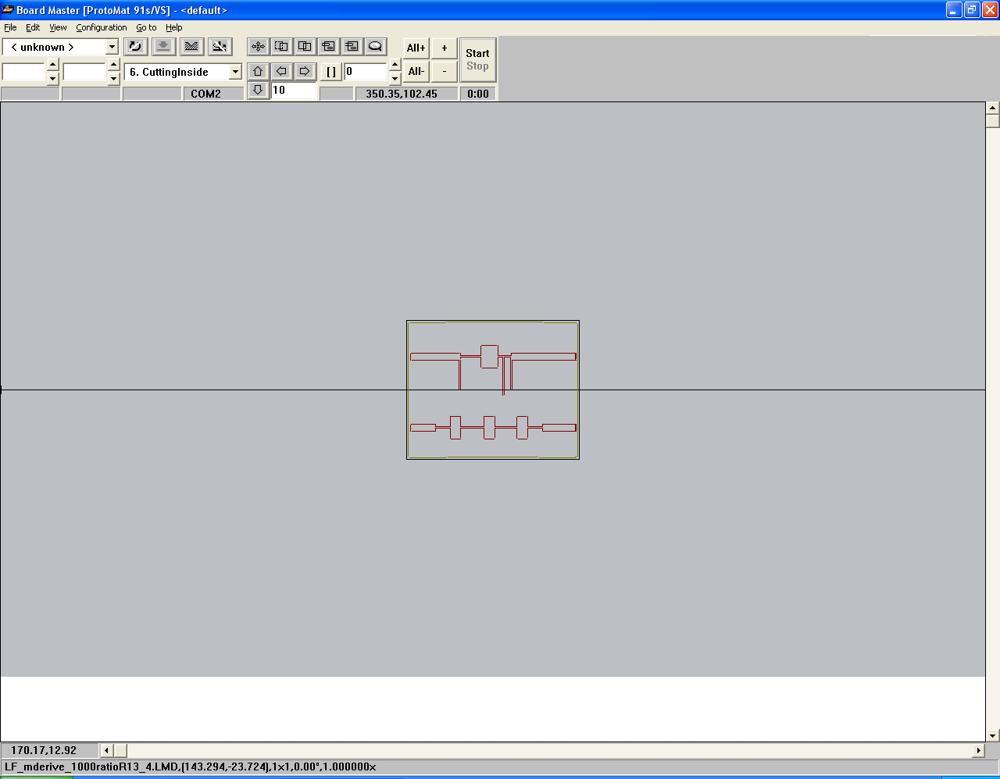 Board Master [ProtoMat 91s/VS] - <default>
File Edit View Configuration Go to Help
< unknown > All+ + Start
Stop
6. CuttingInside [ ] 0 All- -
COM2 10 350.35,102.45 0:00
170.17,12.92
LF_mderive_1000ratioR13_4.LMD,(143.294,-23.724),1x1,0.00°,1.000000x